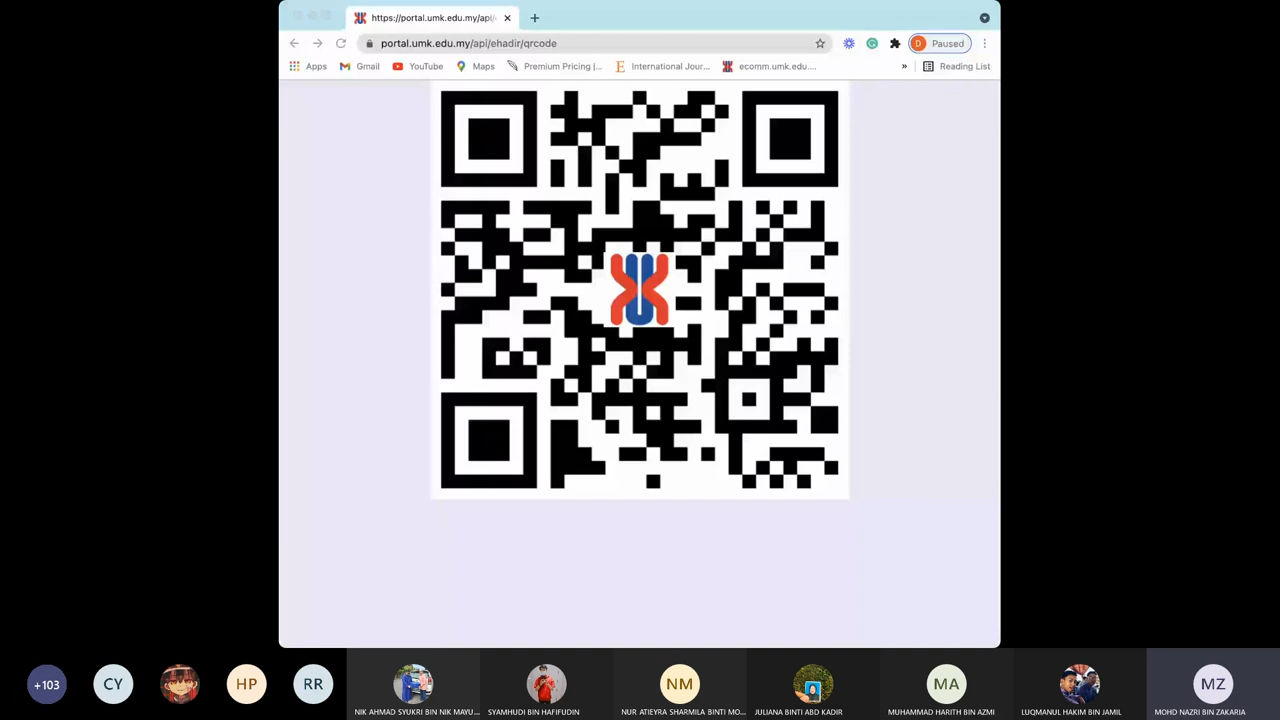 https://portal.umk.edu.my/api/
portal.umk.edu.my/api/ehadir/qrcode
D Paused
Apps Gmail YouTube Maps Premium Pricing |... E International Jour... ecomm.umk.edu.... » Reading List
+103 CY HP RR NM MA MZ
NIK AHMAD SYUKRI BIN NIK MAYU... SYAMHUDI BIN HAFIFUDIN NUR ATIEYRA SHARMILA BINTI MO... JULIANA BINTI ABD KADIR MUHAMMAD HARITH BIN AZMI LUQMANUL HAKIM BIN JAMIL MOHD NAZRI BIN ZAKARIA